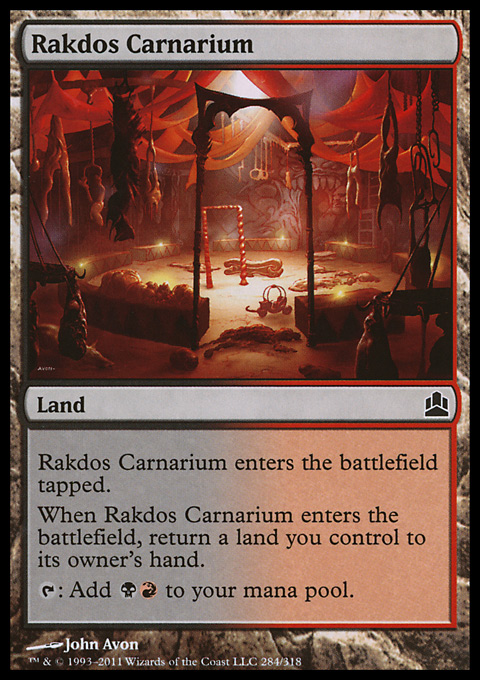 Rakdos Carnarium
AVON
Land
Rakdos Carnarium enters the battlefield
tapped.
When Rakdos Carnarium enters the
battlefield, return a land you control to
its owner's hand.
: Add to your mana pool.
John Avon
™ & © 1993–2011 Wizards of the Coast LLC 284/318